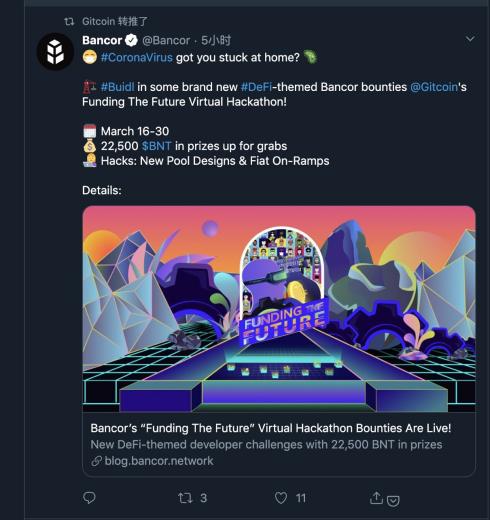 Gitcoin 转推了
Bancor @Bancor · 5小时
😷 #CoronaVirus got you stuck at home? 🦠
🏗️ #Buidl in some brand new #DeFi-themed Bancor bounties @Gitcoin's
Funding The Future Virtual Hackathon!
🗓️ March 16-30
💰 22,500 $BNT in prizes up for grabs
👩‍💻 Hacks: New Pool Designs & Fiat On-Ramps
Details:
FUNDING THE
FUTURE
Bancor's “Funding The Future” Virtual Hackathon Bounties Are Live!
New DeFi-themed developer challenges with 22,500 BNT in prizes
blog.bancor.network
3 11